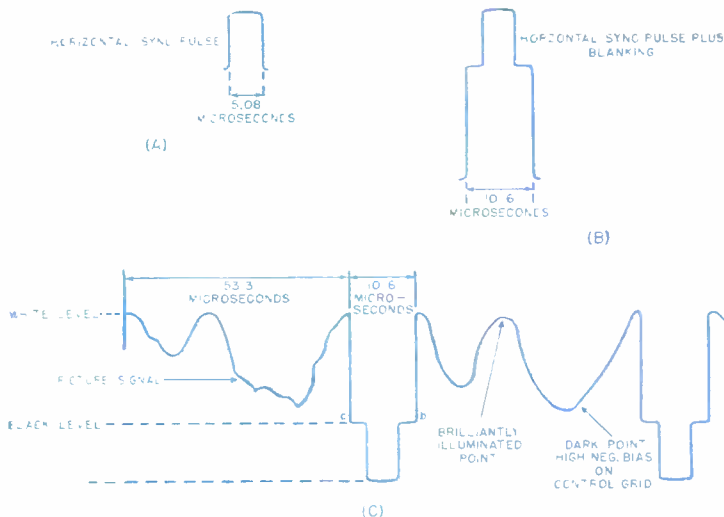 HORIZONTAL SYNC PULSE
5.08
MICROSECONDS
(A)
HORIZONTAL SYNC PULSE PLUS
BLANKING
10.6
MICROSECONDS
(B)
53.3
MICROSECONDS
10.6
MICRO-
SECONDS
WHITE LEVEL
PICTURE SIGNAL
BLACK LEVEL
c
b
BRILLIANTLY
ILLUMINATED
POINT
DARK POINT
HIGH NEG. BIAS
ON
CONTROL GRID
(C)